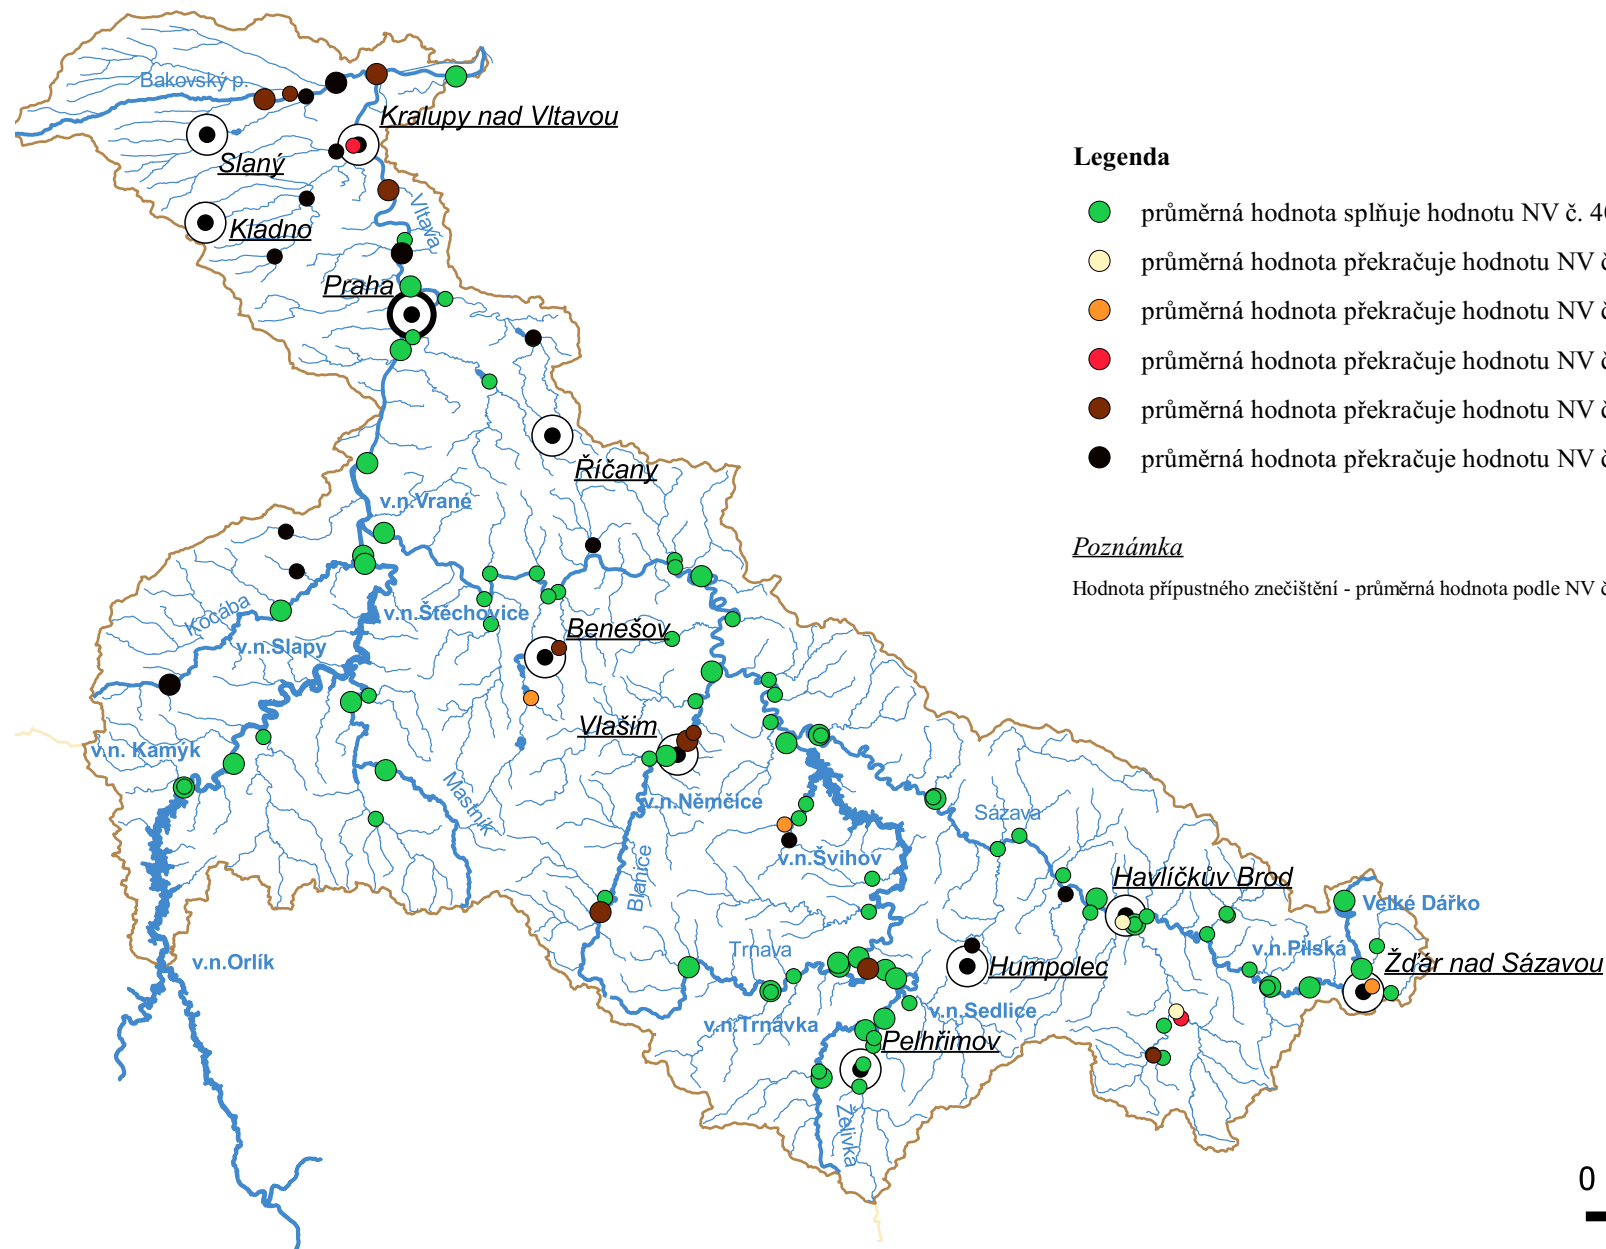 Bakovský p.
Kralupy nad Vltavou
Slaný
Kladno
Vltava
Praha
Říčany
v.n.Vrané
Kocába
v.n.Štěchovice
v.n.Slapy
Benešov
Vlašim
v.n. Kamýk
Mastník
v.n.Němčice
Sázava
v.n.Švihov
Blanice
Havlíčkův Brod
Velké Dářko
v.n.Pilská
Žďár nad Sázavou
Trnava
Humpolec
v.n.Orlík
v.n.Sedlice
v.n.Trnávka
Pelhřimov
Želivka
Legenda
průměrná hodnota splňuje hodnotu NV č. 40
průměrná hodnota překračuje hodnotu NV č
průměrná hodnota překračuje hodnotu NV č
průměrná hodnota překračuje hodnotu NV č
průměrná hodnota překračuje hodnotu NV č
průměrná hodnota překračuje hodnotu NV č
Poznámka
Hodnota přípustného znečištění - průměrná hodnota podle NV č
0